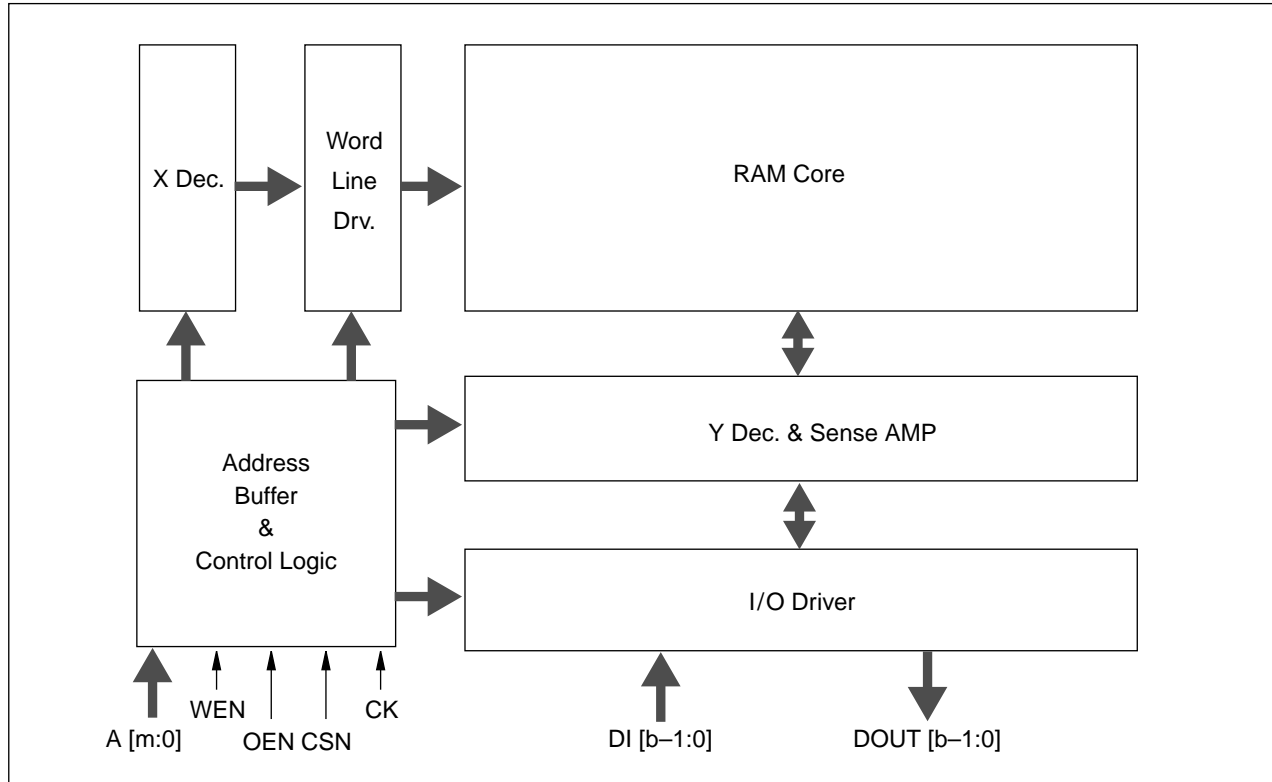 X Dec.
Word
Line
Drv.
RAM Core
Address
Buffer
&
Control Logic
Y Dec. & Sense AMP
I/O Driver
A [m:0]
WEN
OEN CSN
CK
DI [b–1:0]
DOUT [b–1:0]